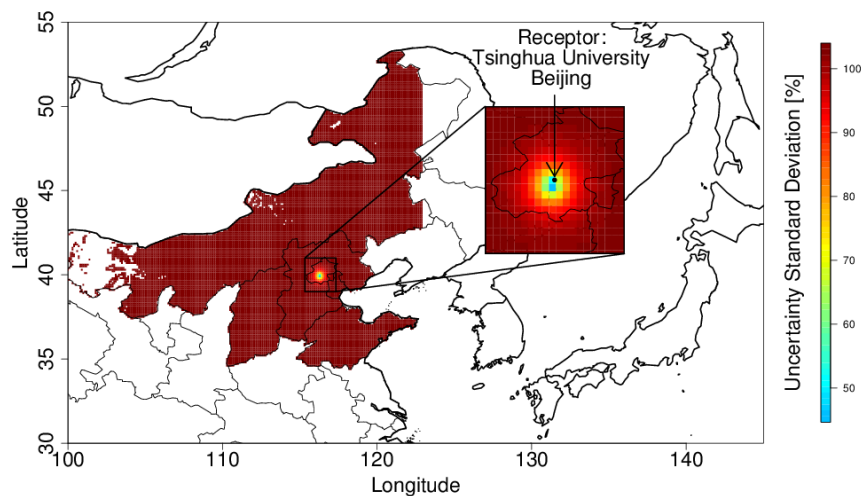 Receptor:
Tsinghua University
Beijing
55
50
45
40
35
30
Latitude
100
110
120
130
140
Longitude
100
90
80
70
60
50
Uncertainty Standard Deviation [%]